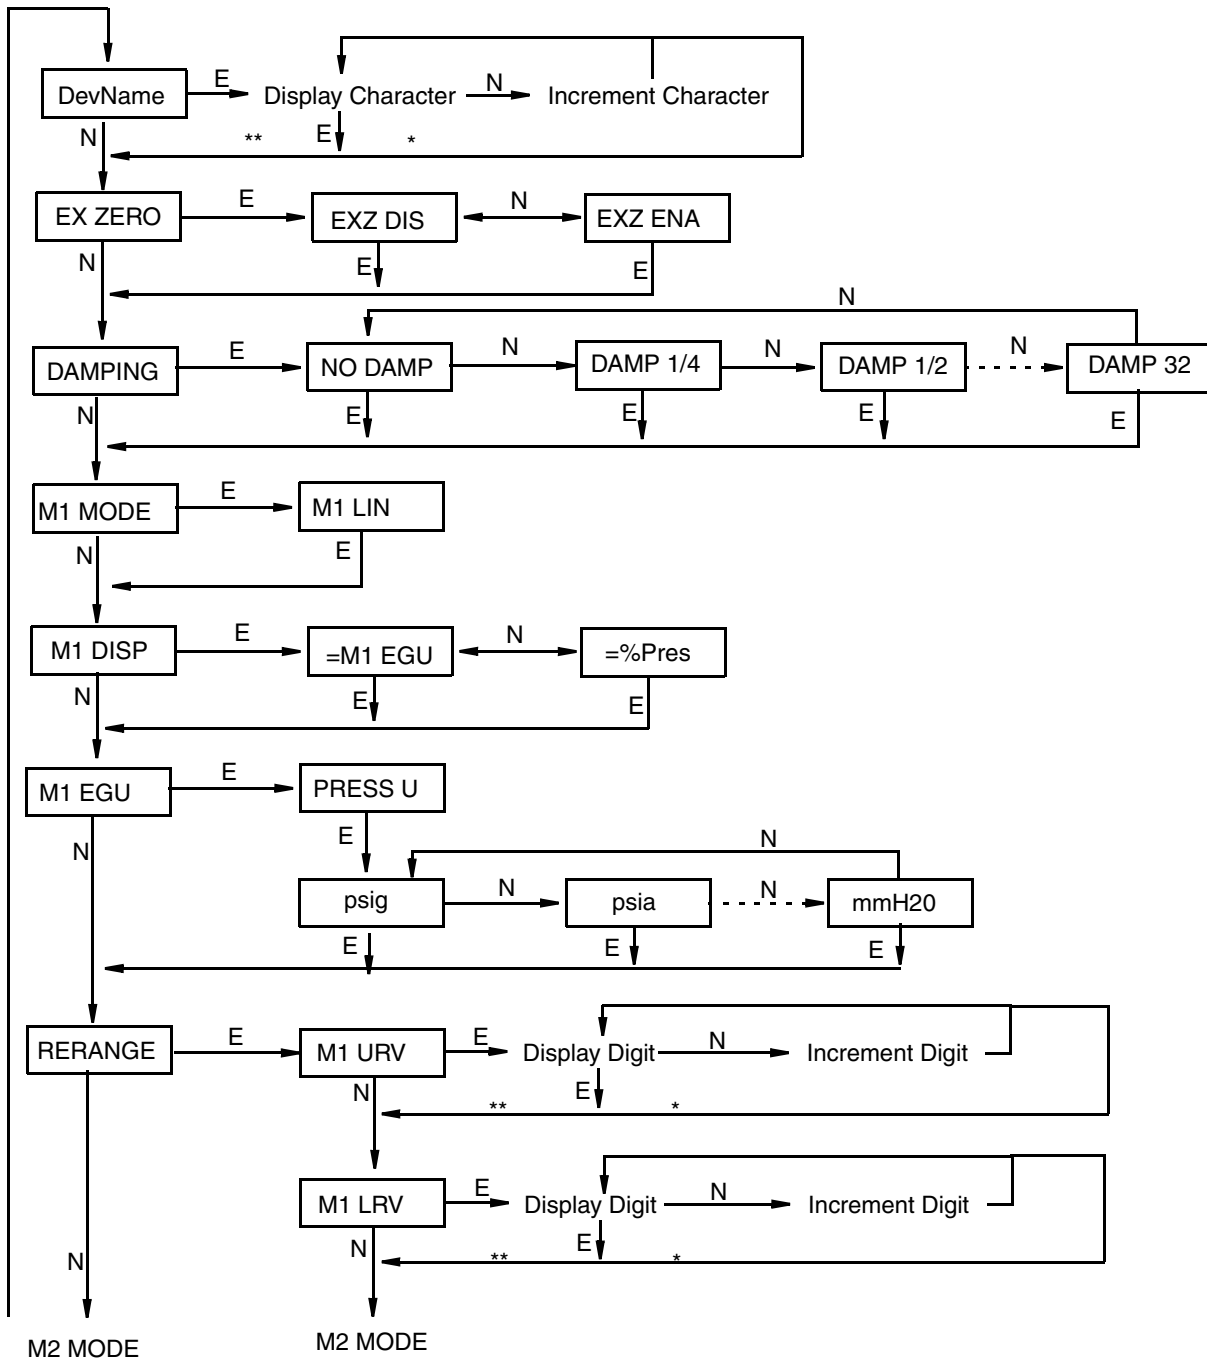 DevName
E
Display Character
N
Increment Character
N
**
E
*
EX ZERO
E
EXZ DIS
N
EXZ ENA
N
E
E
N
DAMPING
E
NO DAMP
N
DAMP 1/4
N
DAMP 1/2
N
DAMP 32
N
E
E
E
E
M1 MODE
E
M1 LIN
N
E
M1 DISP
E
=M1 EGU
N
=%Pres
N
E
E
M1 EGU
E
PRESS U
E
N
N
psig
N
psia
N
mmH20
E
E
E
RERANGE
E
M1 URV
E
Display Digit
N
Increment Digit
N
E
**
*
M1 LRV
E
Display Digit
N
Increment Digit
N
N
E
**
*
M2 MODE
M2 MODE